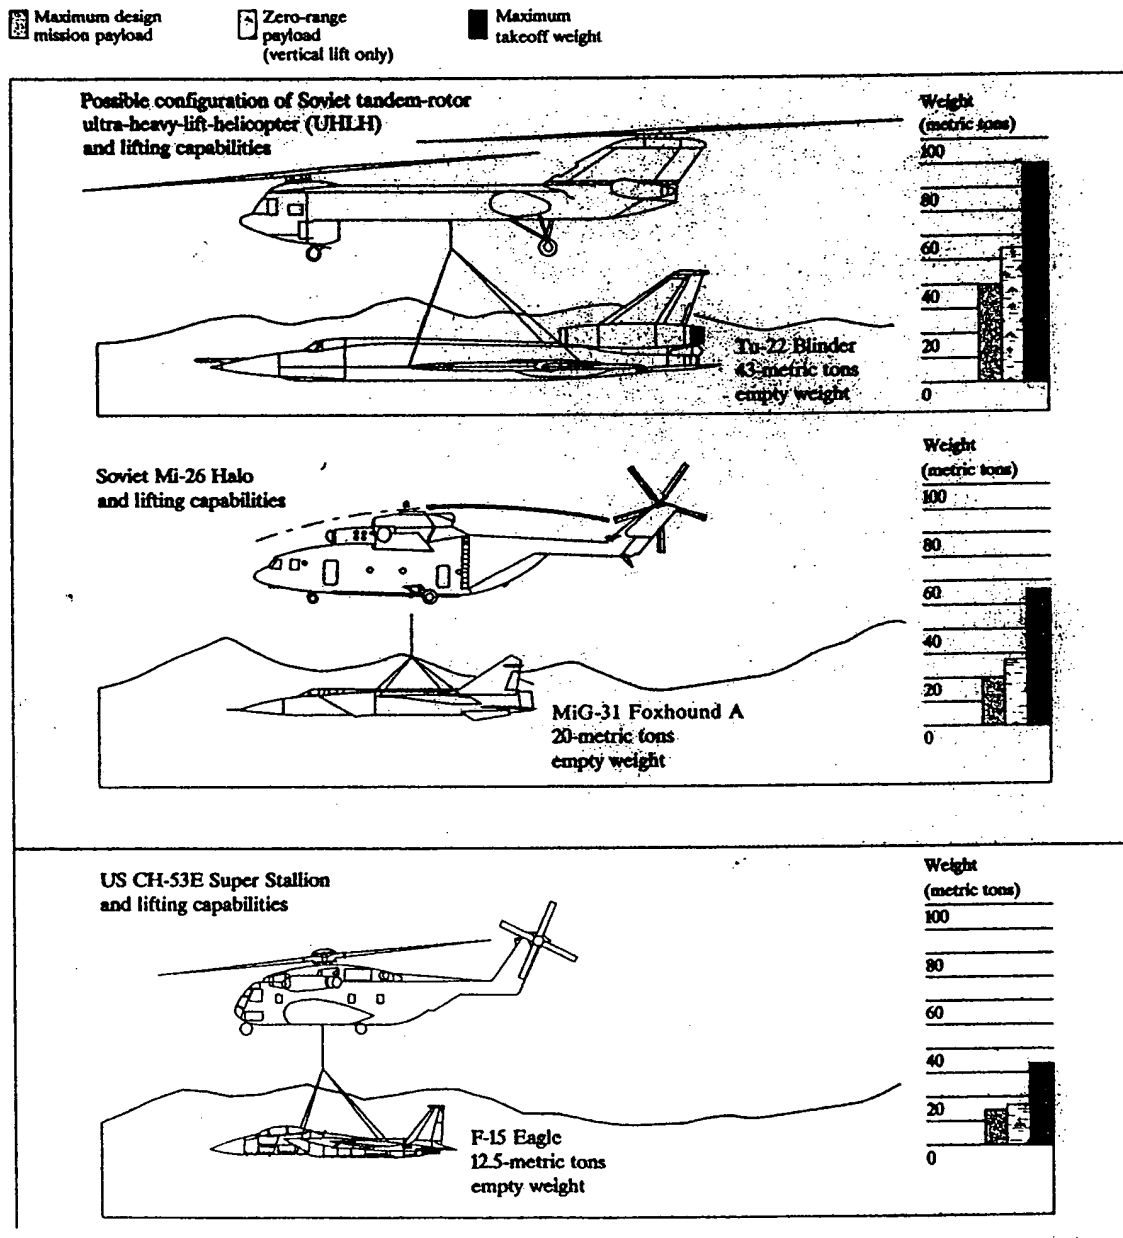 Maximum design
mission payload
Zero-range
payload
(vertical lift only)
Maximum
takeoff weight
Possible configuration of Soviet tandem-rotor
ultra-heavy-lift-helicopter (UHLH)
and lifting capabilities
Weight
(metric tons)
100
80
60
40
20
0
Tu-22 Blinder
43-metric tons
empty weight
Soviet Mi-26 Halo
and lifting capabilities
Weight
(metric tons)
100
80
60
40
20
0
MiG-31 Foxhound A
20-metric tons
empty weight
US CH-53E Super Stallion
and lifting capabilities
Weight
(metric tons)
100
80
60
40
20
0
F-15 Eagle
12.5-metric tons
empty weight